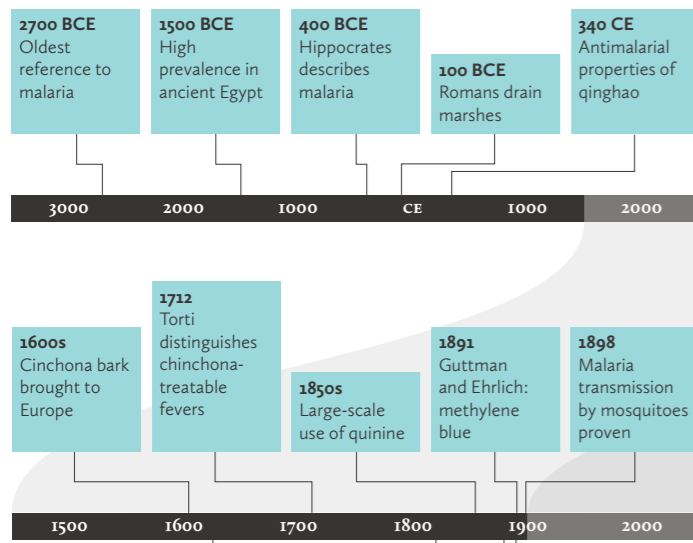 2700 BCE
Oldest
reference to
malaria
1500 BCE
High
prevalence in
ancient Egypt
400 BCE
Hippocrates
describes
malaria
100 BCE
Romans drain
marshes
340 CE
Antimalarial
properties of
qinghao
3000 2000 1000 CE 1000 2000
1600s
Cinchona bark
brought to
Europe
1712
Torti
distinguishes
chinchona-
treatable
fevers
1850s
Large-scale
use of quinine
1891
Guttman
and Ehrlich:
methylene
blue
1898
Malaria
transmission
by mosquitoes
proven
1500 1600 1700 1800 1900 2000